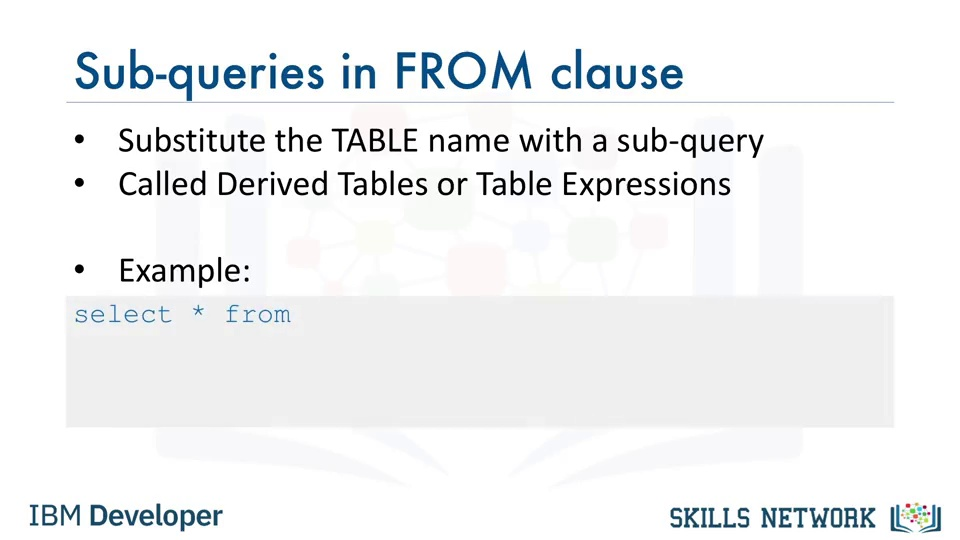 Sub-queries in FROM clause
• Substitute the TABLE name with a sub-query
• Called Derived Tables or Table Expressions
• Example:
select * from
IBM Developer
SKILLS NETWORK